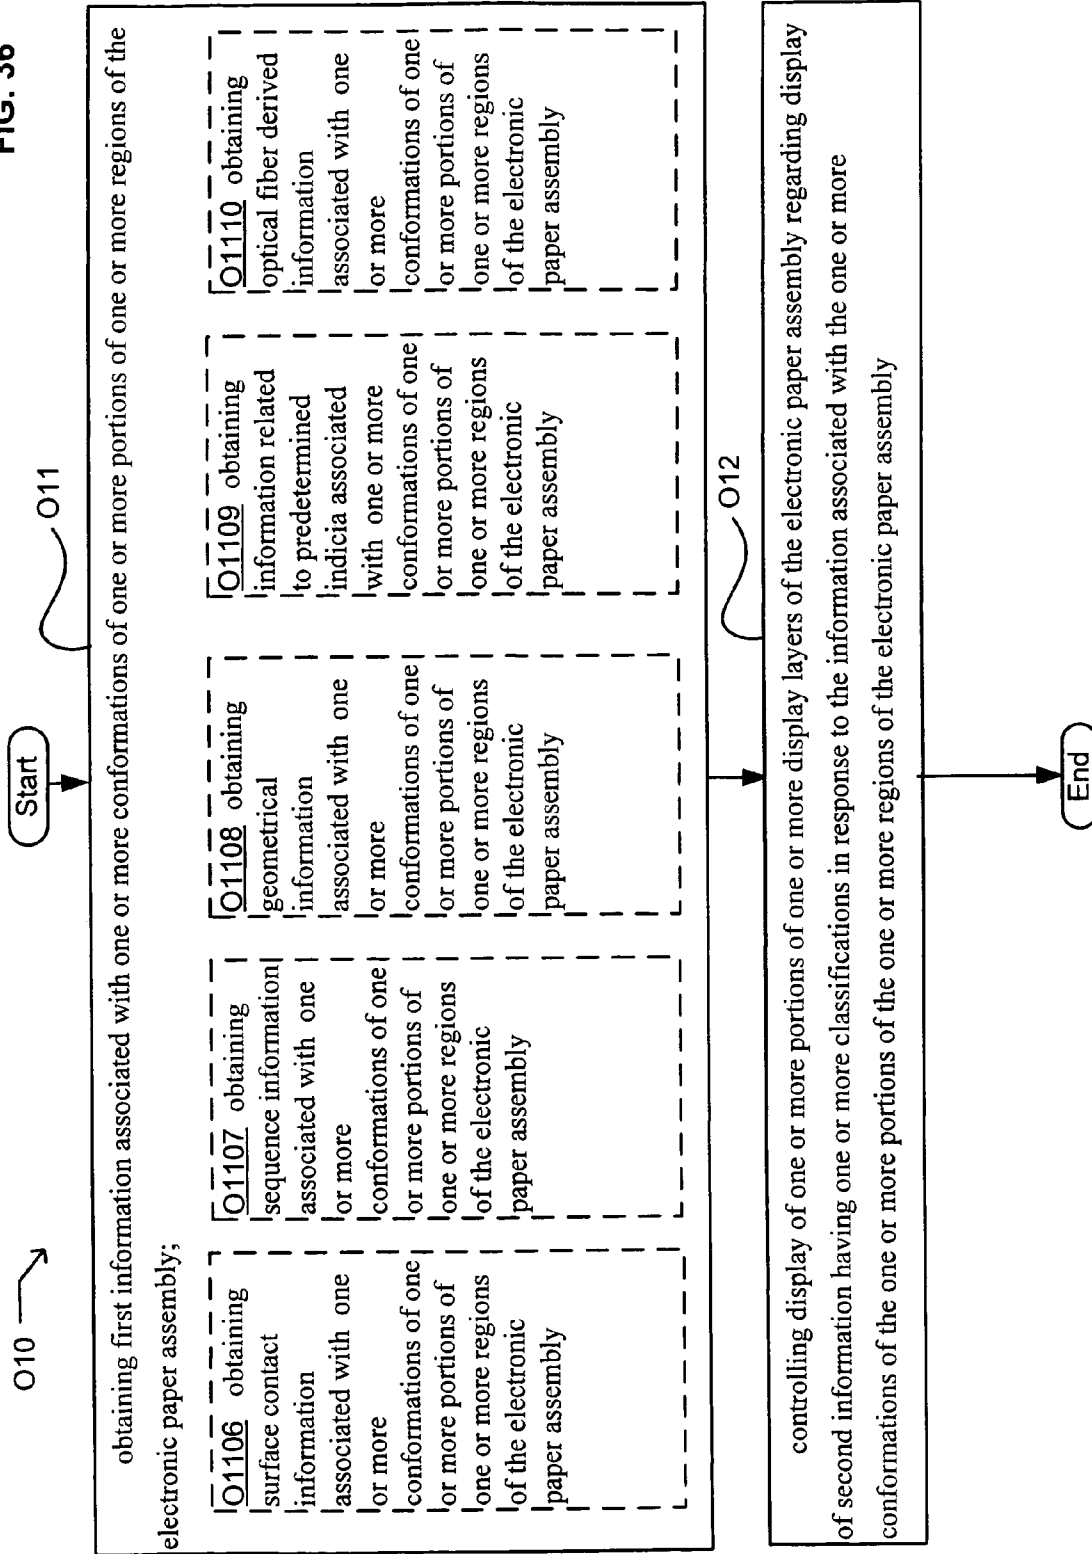 FIG. 36
O10
Start
O11
obtaining first information associated with one or more conformations of one or more portions of one or more regions of the
electronic paper assembly;
O1106 obtaining
surface contact
information
associated with one
or more
conformations of one
or more portions of
one or more regions
of the electronic
paper assembly
O1107 obtaining
sequence information
associated with one
or more
conformations of one
or more portions of
one or more regions
of the electronic
paper assembly
O1108 obtaining
geometrical
information
associated with one
or more
conformations of one
or more portions of
one or more regions
of the electronic
paper assembly
O1109 obtaining
information related
to predetermined
indicia associated
with one or more
conformations of one
or more portions of
one or more regions
of the electronic
paper assembly
O1110 obtaining
optical fiber derived
information
associated with one
or more
conformations of one
or more portions of
one or more regions
of the electronic
paper assembly
O12
controlling display of one or more portions of one or more display layers of the electronic paper assembly regarding display
of second information having one or more classifications in response to the information associated with the one or more
conformations of the one or more portions of the one or more regions of the electronic paper assembly
End